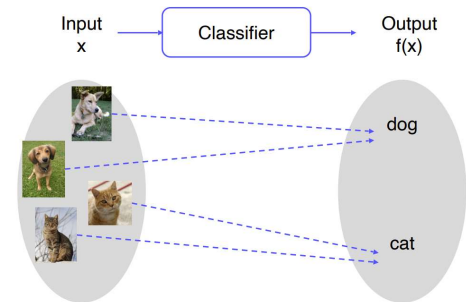 Input
x
Classifier
Output
f(x)
dog
cat